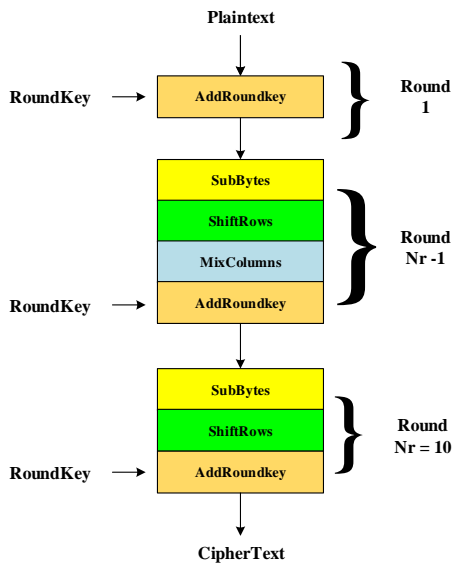 Plaintext
RoundKey
AddRoundkey
Round
1
SubBytes
ShiftRows
MixColumns
Round
Nr -1
RoundKey
AddRoundkey
SubBytes
ShiftRows
Round
Nr = 10
RoundKey
AddRoundkey
CipherText